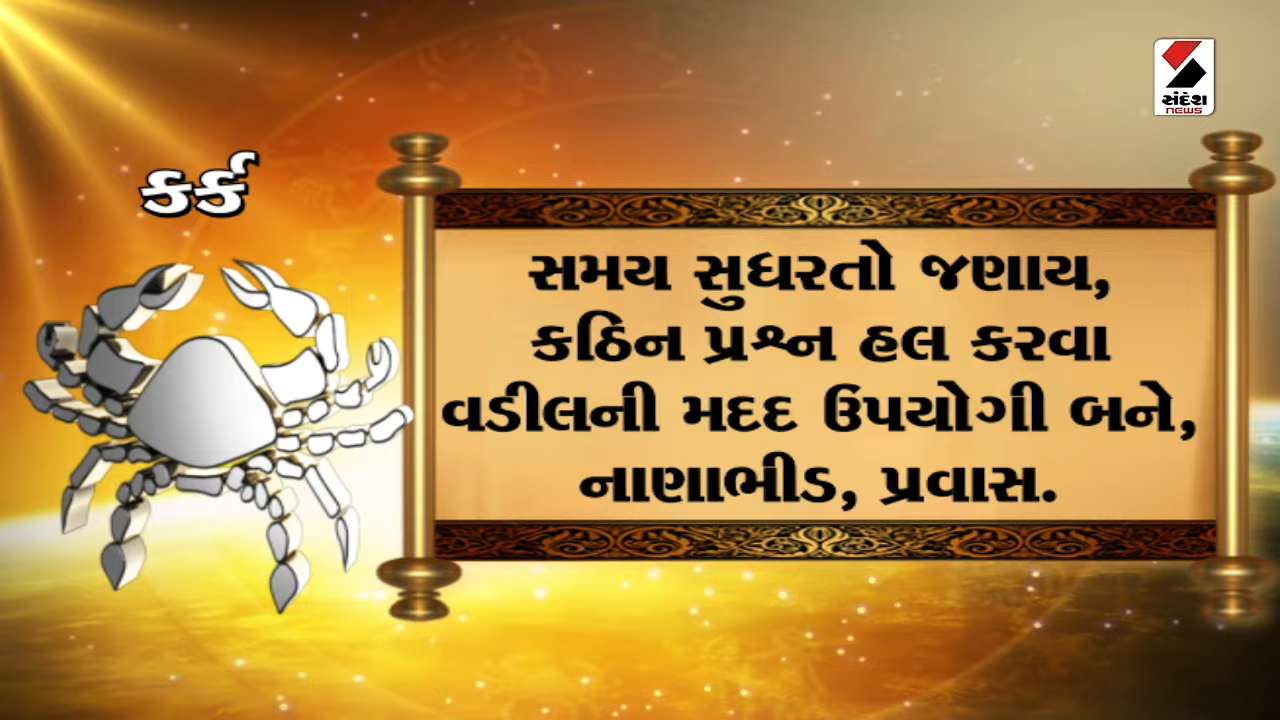 સંદેશ
NEWS
કર્ક
સમય સુધરતો જણાય,
કઠિન પ્રશ્ન હલ કરવા
વડીલની મદદ ઉપયોગી બને,
નાણાભીડ, પ્રવાસ.